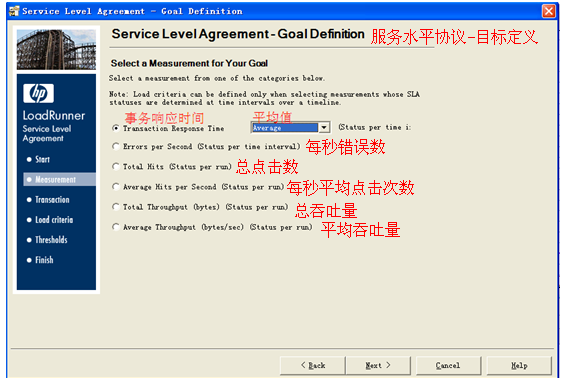 Service Level Agreement - Goal Definition
Service Level Agreement - Goal Definition 服务水平协议-目标定义
hp
LoadRunner
Service Level
Agreement
Start
Measurement
Transaction
Load criteria
Thresholds
Finish
Select a Measurement for Your Goal
Select a measurement from one of the categories below.
Note: Load criteria can be defined only when selecting measurements whose SLA
statuses are determined at time intervals over a timeline.
事务响应时间 平均值
Transaction Response Time Average (Status per time i:
Errors per Second (Status per time interval) 每秒错误数
Total Hits (Status per run) 总点击数
Average Hits per Second (Status per run) 每秒平均点击次数
Total Throughput (bytes) (Status per run) 总吞吐量
Average Throughput (bytes/sec) (Status per run) 平均吞吐量
< Back Next > Cancel Help